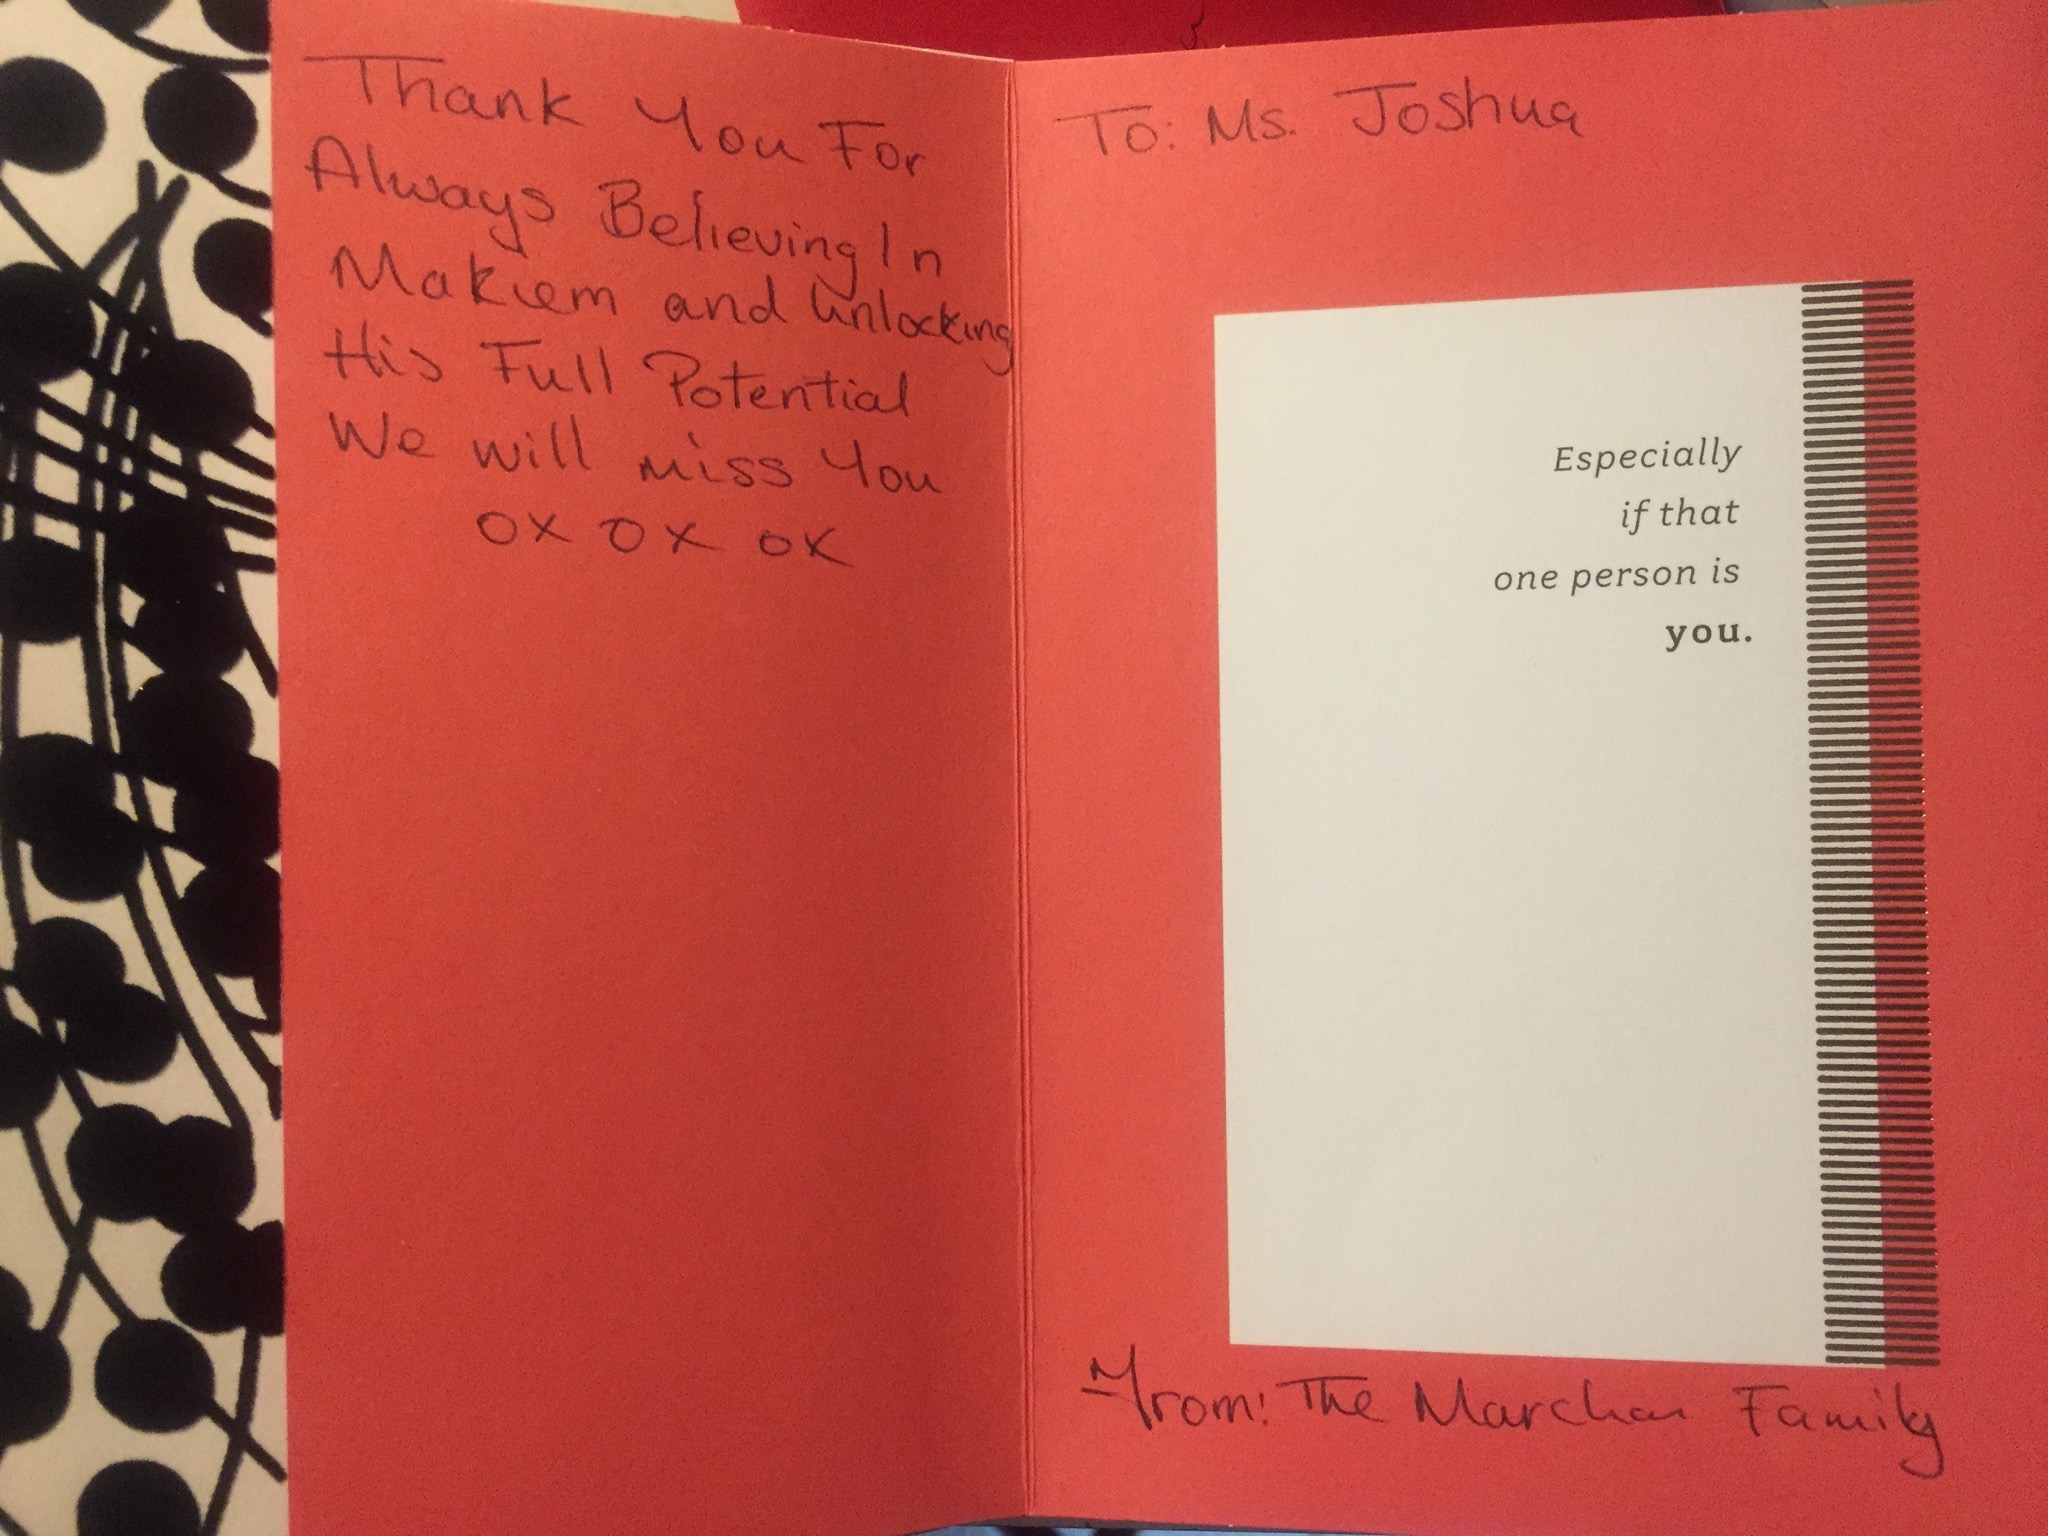 Thank You For
Always Believing In
Makiem and Unlocking
His Full Potential
We will miss You
OX OX OX
To: Ms. Joshua
Especially
if that
one person is
you.
From: The Marchan Family